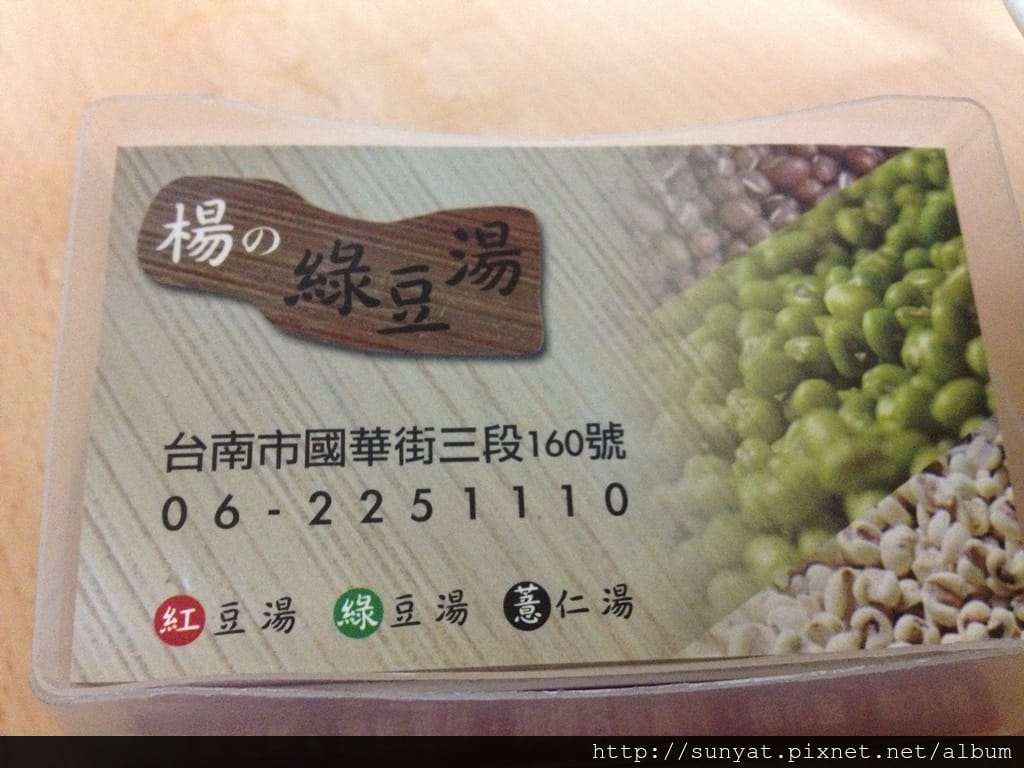 楊の綠豆湯
台南市國華街三段160號
06-2251110
紅豆湯 綠豆湯 薏仁湯
http://sunyat.pixnet.net/album